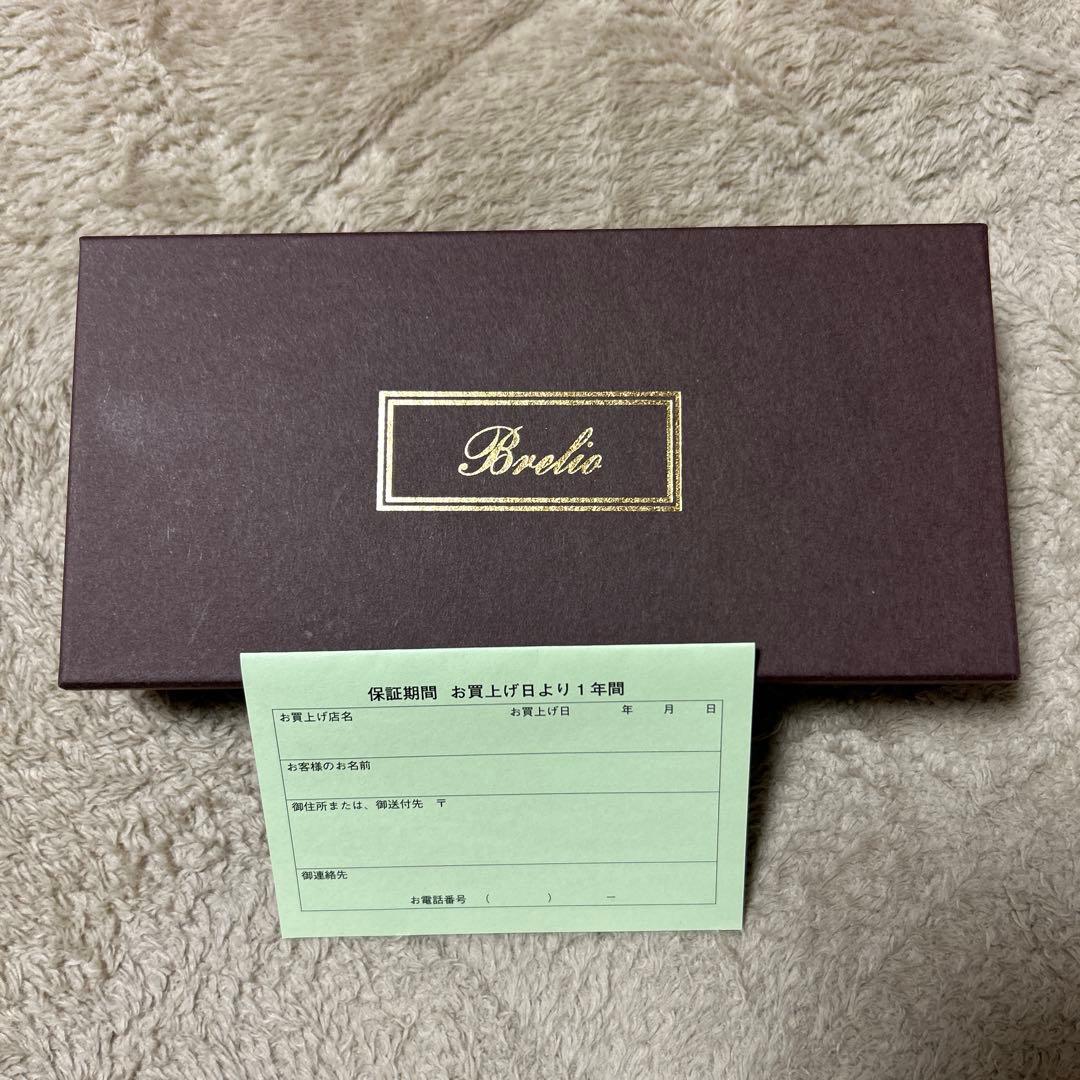 Brelio
保証期間 お買上げ日より1年間
お買上げ店名 お買上げ日 年 月 日
お客様のお名前
御住所または、御送付先 〒
御連絡先
お電話番号 ( ) ー